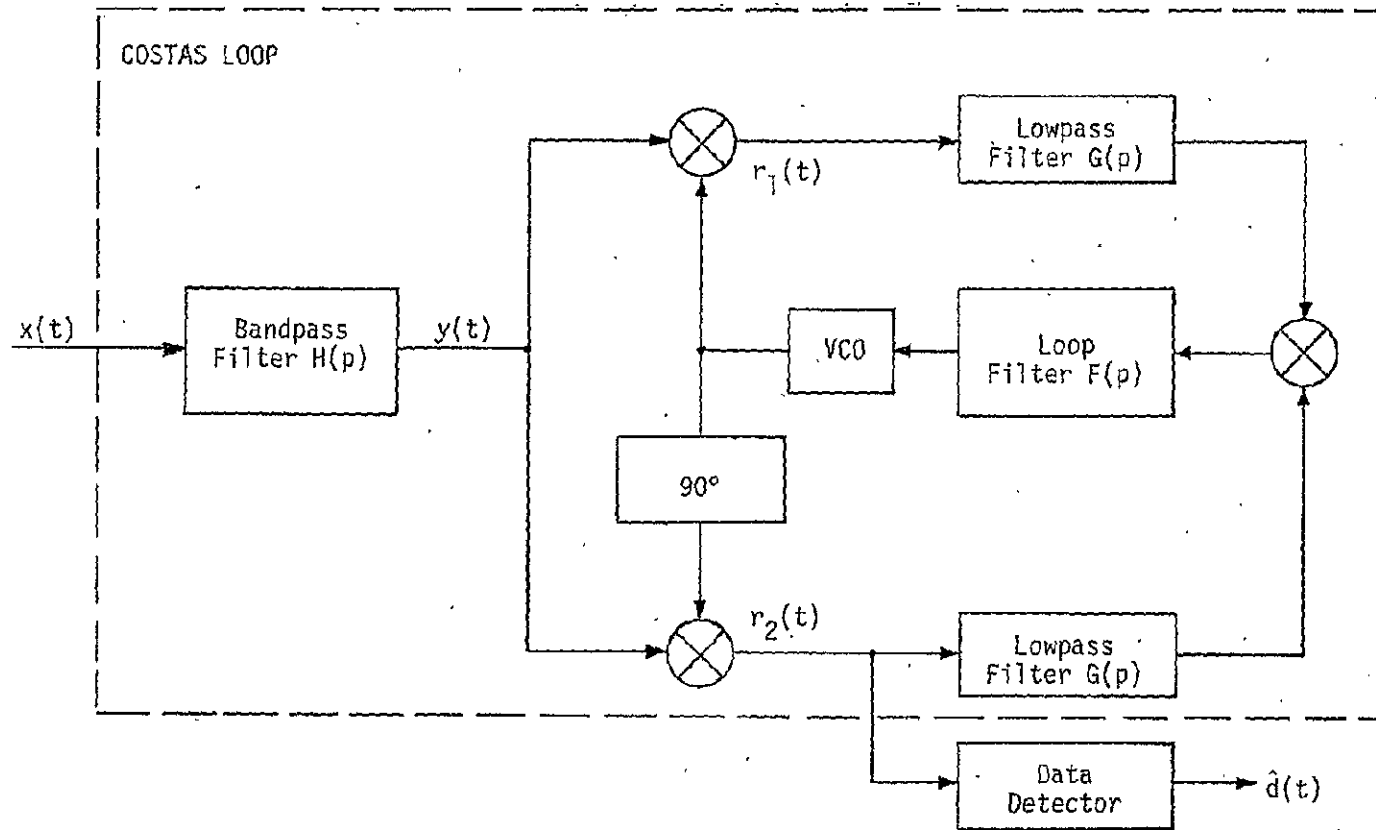 COSTAS LOOP
Lowpass
Filter G(p)
r₁(t)
x(t)
Bandpass
Filter H(p)
y(t)
VCO
Loop
Filter F(p)
90°
r₂(t)
Lowpass
Filter G(p)
Data
Detector
d̂(t)